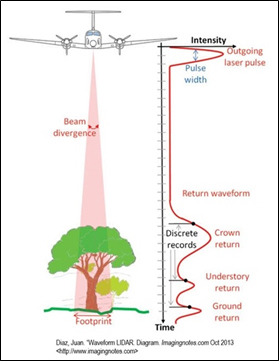 Intensity
Outgoing
laser pulse
Pulse
width
Beam
divergence
Return waveform
Discrete
records
Crown
return
Understory
return
Ground
return
Footprint
Time
Diaz, Juan. "Waveform LIDAR. Diagram. Imagingnotes.com Oct 2013
<http://www.imagingnotes.com>